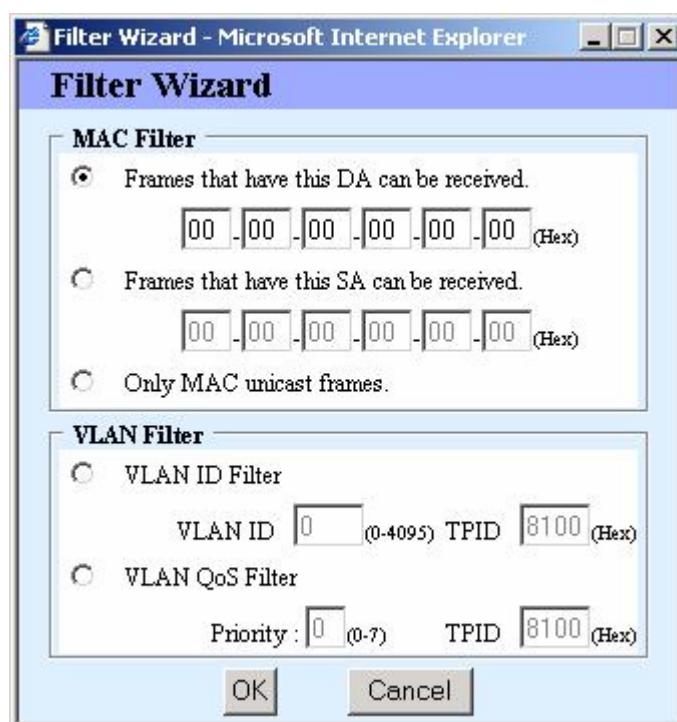 Filter Wizard - Microsoft Internet Explorer
Filter Wizard
MAC Filter
Frames that have this DA can be received.
00 -00 -00 -00 -00 -00 (Hex)
Frames that have this SA can be received.
00 -00 -00 -00 -00 -00 (Hex)
Only MAC unicast frames.
VLAN Filter
VLAN ID Filter
VLAN ID 0 (0-4095) TPID 8100 (Hex)
VLAN QoS Filter
Priority : 0 (0-7) TPID 8100 (Hex)
OK Cancel